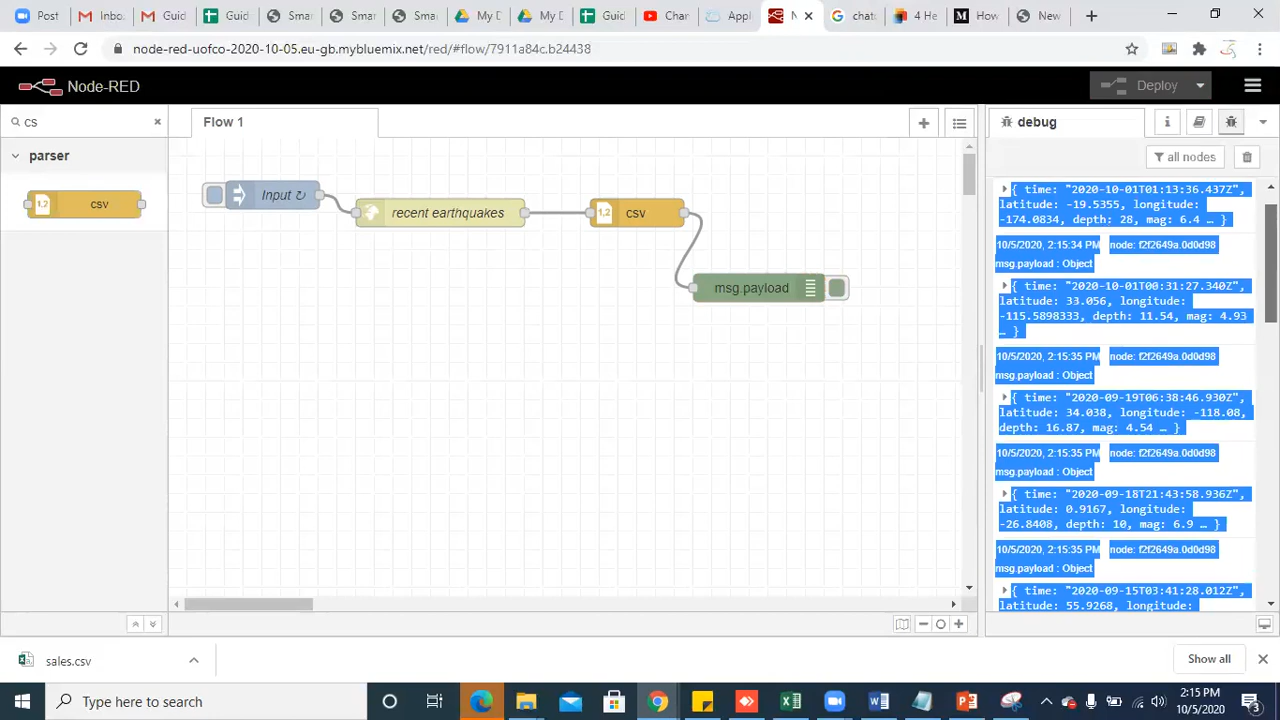 Inbox
Guid
Guid
Sma
Sma
Sma
My D
My D
Guid
Char
Appl
N
chatb
4 He
How
New
node-red-uofco-2020-10-05.eu-gb.mybluemix.net/red/#flow/7911a84c.b24438
Node-RED
Deploy
cs
Flow 1
debug
i
parser
all nodes
csv
Input ↻
recent earthquakes
csv
msg.payload
{ time: "2020-10-01T01:13:36.437Z",
latitude: -19.5355, longitude:
-174.0834, depth: 28, mag: 6.4 … }
10/5/2020, 2:15:34 PM node: f2f2649a.0d0d98
msg.payload : Object
{ time: "2020-10-01T00:31:27.340Z",
latitude: 33.056, longitude:
-115.5898333, depth: 11.54, mag: 4.93
… }
10/5/2020, 2:15:35 PM node: f2f2649a.0d0d98
msg.payload : Object
{ time: "2020-09-19T06:38:46.930Z",
latitude: 34.038, longitude: -118.08,
depth: 16.87, mag: 4.54 … }
10/5/2020, 2:15:35 PM node: f2f2649a.0d0d98
msg.payload : Object
{ time: "2020-09-18T21:43:58.936Z",
latitude: 0.9167, longitude:
-26.8408, depth: 10, mag: 6.9 … }
10/5/2020, 2:15:35 PM node: f2f2649a.0d0d98
msg.payload : Object
{ time: "2020-09-15T03:41:28.012Z",
latitude: 55.9268, longitude:
sales.csv
Show all
Type here to search
2:15 PM
10/5/2020
3